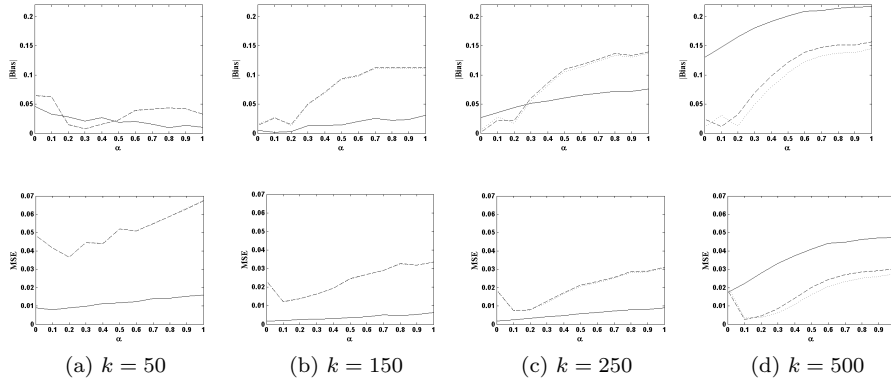 0.2 0.2 0.2 0.2
0.15 0.15 0.15 0.15
|Bias| |Bias| |Bias| |Bias|
0.1 0.1 0.1 0.1
0.05 0.05 0.05 0.05
0 0 0 0
0 0.1 0.2 0.3 0.4 0.5 0.6 0.7 0.8 0.9 1 0 0.1 0.2 0.3 0.4 0.5 0.6 0.7 0.8 0.9 1 0 0.1 0.2 0.3 0.4 0.5 0.6 0.7 0.8 0.9 1 0 0.1 0.2 0.3 0.4 0.5 0.6 0.7 0.8 0.9 1
α α α α
0.07 0.07 0.07 0.07
0.06 0.06 0.06 0.06
0.05 0.05 0.05 0.05
0.04 0.04 0.04 0.04
MSE MSE MSE MSE
0.03 0.03 0.03 0.03
0.02 0.02 0.02 0.02
0.01 0.01 0.01 0.01
0 0 0 0
0 0.1 0.2 0.3 0.4 0.5 0.6 0.7 0.8 0.9 1 0 0.1 0.2 0.3 0.4 0.5 0.6 0.7 0.8 0.9 1 0 0.1 0.2 0.3 0.4 0.5 0.6 0.7 0.8 0.9 1 0 0.1 0.2 0.3 0.4 0.5 0.6 0.7 0.8 0.9
α α α α
(a) k = 50 (b) k = 150 (c) k = 250 (d) k = 500